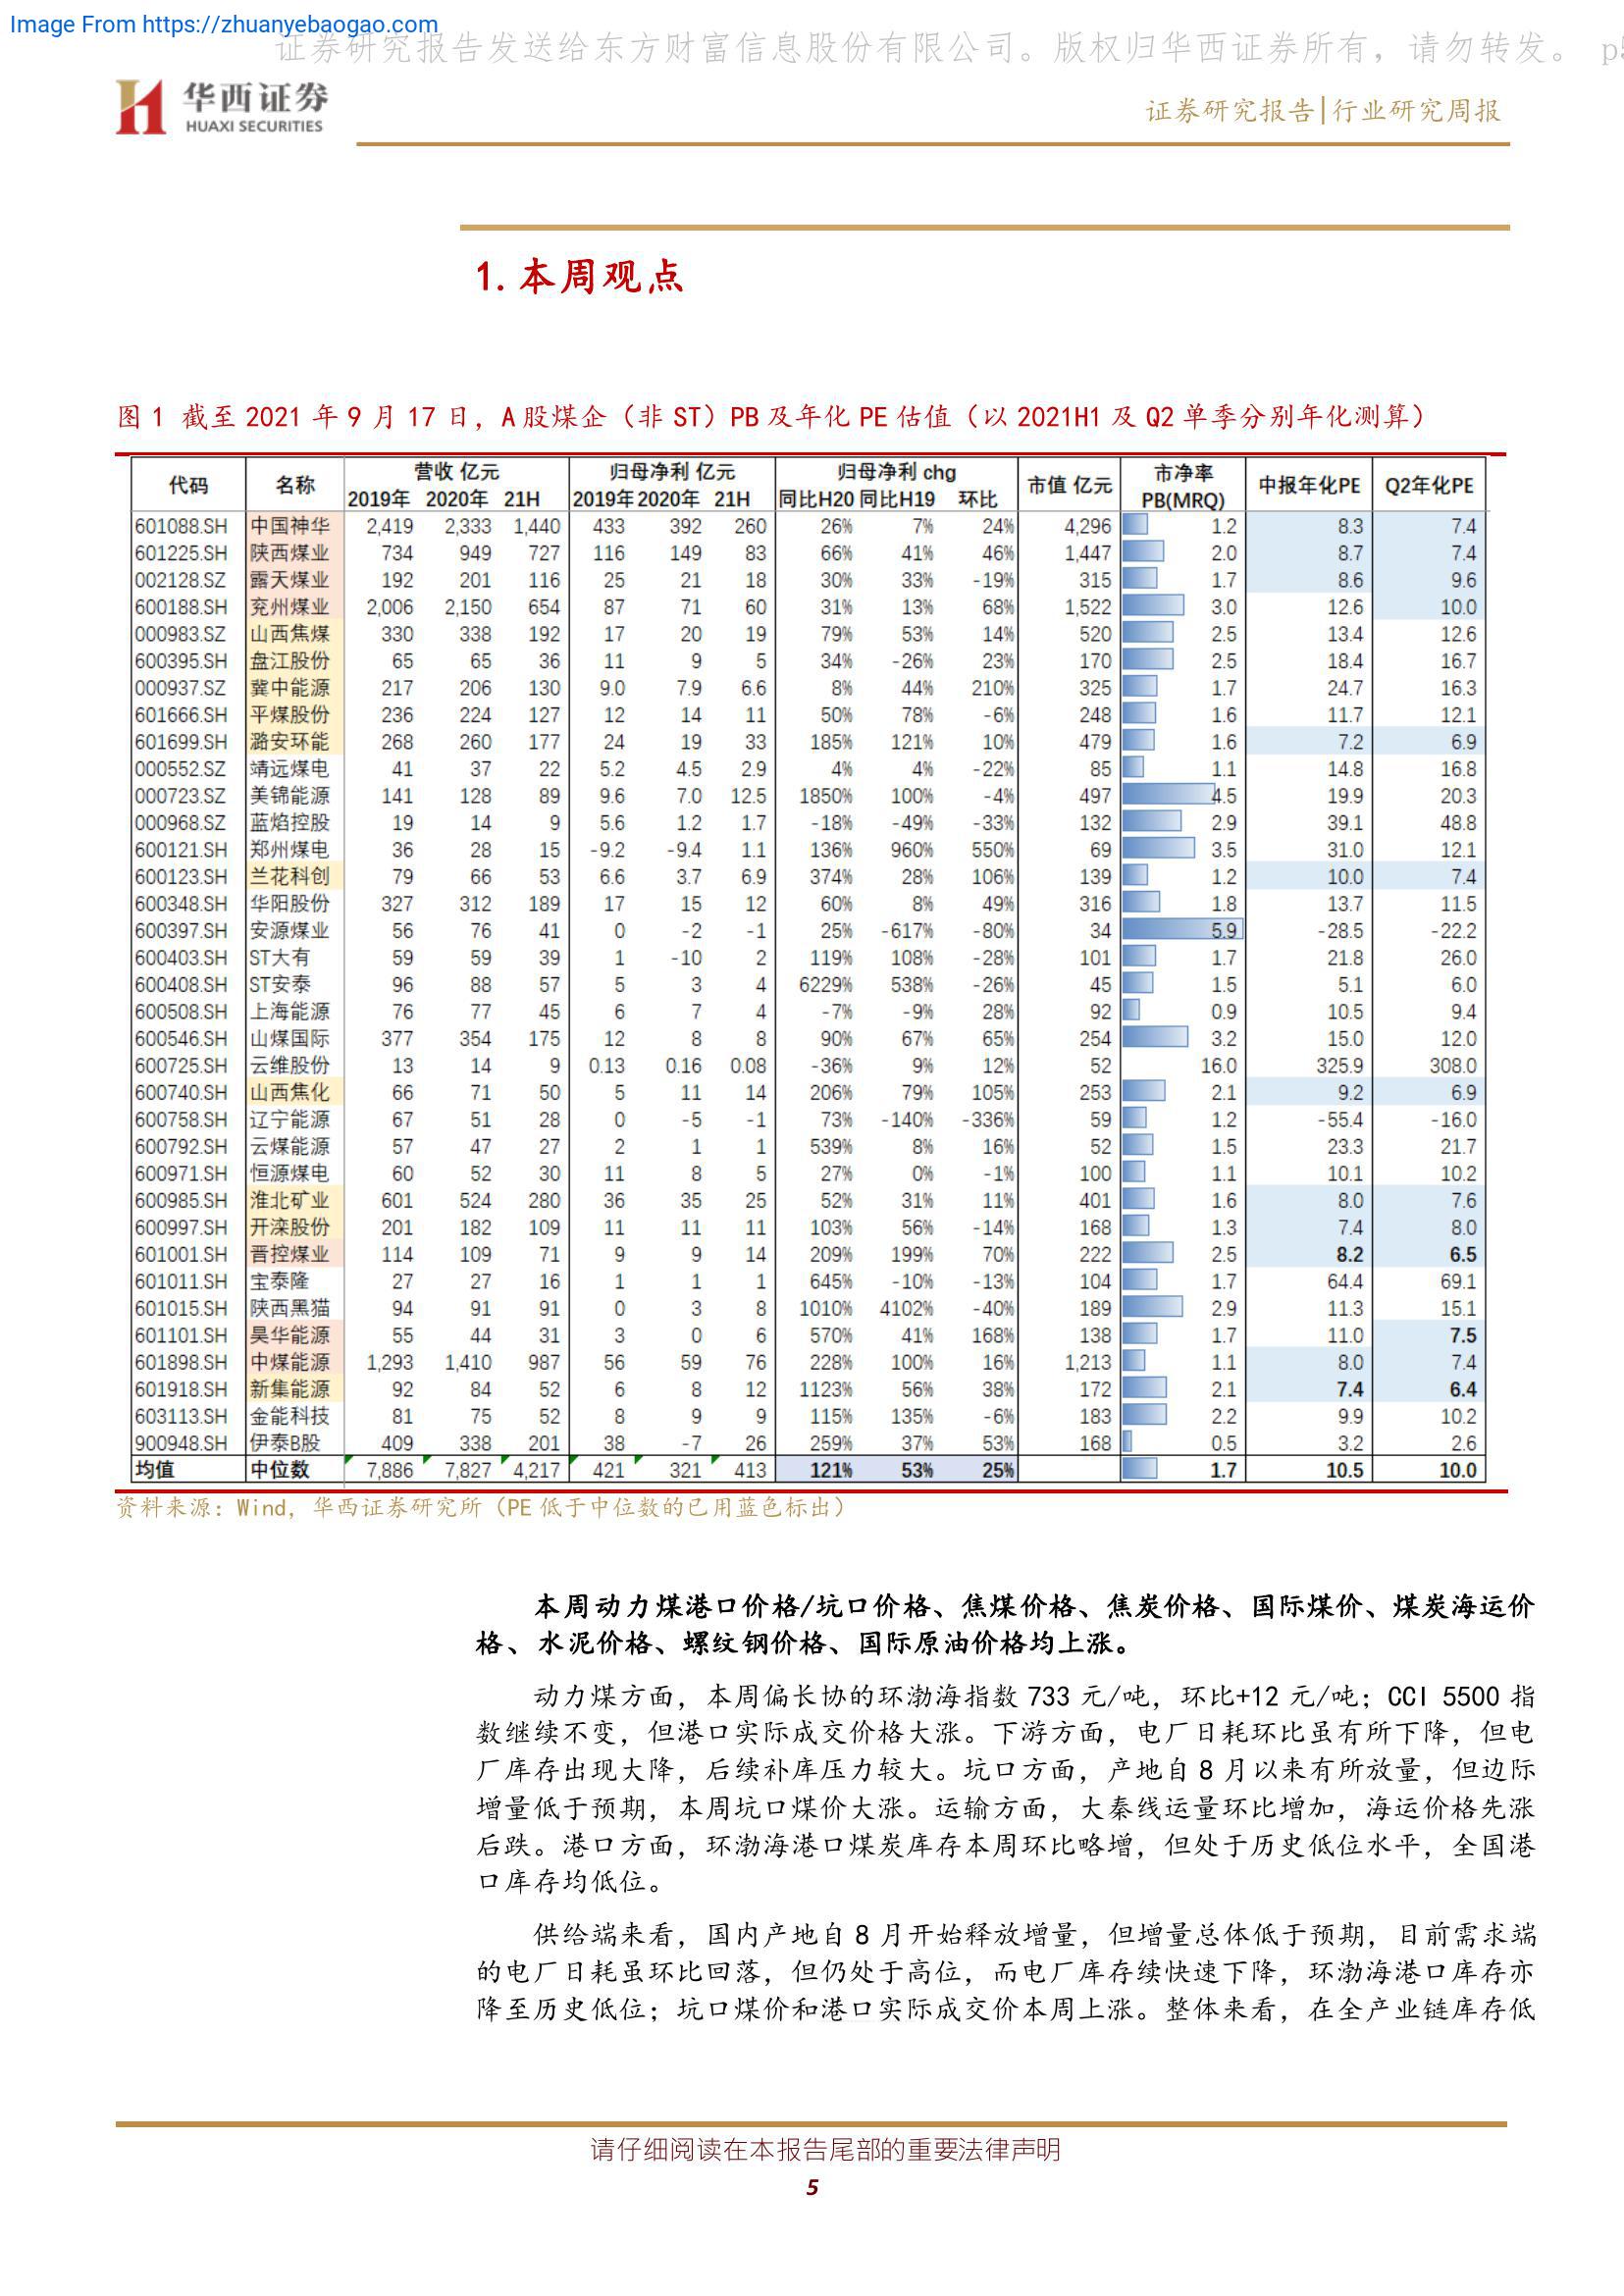 Image From https://zhuanyebaogao.com
证券研究报告发送给东方财富信息股份有限公司。版权归华西证券所有，请勿转发。 p5
华西证券
HUAXI SECURITIES
证券研究报告|行业研究周报
1. 本周观点
图 1 截至 2021 年 9 月 17 日，A 股煤企（非 ST）PB 及年化 PE 估值（以 2021H1 及 Q2 单季分别年化测算）
代码 名称 营收 亿元 归母净利 亿元 归母净利 chg 市值 亿元 市净率 PB(MRQ) 中报年化PE Q2年化PE
2019年 2020年 21H 2019年 2020年 21H 同比H20 同比H19 环比
601088.SH 中国神华 2,419 2,333 1,440 433 392 260 26% 7% 24% 4,296 1.2 8.3 7.4
601225.SH 陕西煤业 734 949 727 116 149 83 66% 41% 46% 1,447 2.0 8.7 7.4
002128.SZ 露天煤业 192 201 116 25 21 18 30% 33% -19% 315 1.7 8.6 9.6
600188.SH 兖州煤业 2,006 2,150 654 87 71 60 31% 13% 68% 1,522 3.0 12.6 10.0
000983.SZ 山西焦煤 330 338 192 17 20 19 79% 53% 14% 520 2.5 13.4 12.6
600395.SH 盘江股份 65 65 36 11 9 5 34% -26% 23% 170 2.5 18.4 16.7
000937.SZ 冀中能源 217 206 130 9.0 7.9 6.6 8% 44% 210% 325 1.7 24.7 16.3
601666.SH 平煤股份 236 224 127 12 14 11 50% 78% -6% 248 1.6 11.7 12.1
601699.SH 潞安环能 268 260 177 24 19 33 185% 121% 10% 479 1.6 7.2 6.9
000552.SZ 靖远煤电 41 37 22 5.2 4.5 2.9 4% 4% -22% 85 1.1 14.8 16.8
000723.SZ 美锦能源 141 128 89 9.6 7.0 12.5 1850% 100% -4% 497 4.5 19.9 20.3
000968.SZ 蓝焰控股 19 14 9 5.6 1.2 1.7 -18% -49% -33% 132 2.9 39.1 48.8
600121.SH 郑州煤电 36 28 15 -9.2 -9.4 1.1 136% 960% 550% 69 3.5 31.0 12.1
600123.SH 兰花科创 79 66 53 6.6 3.7 6.9 374% 28% 106% 139 1.2 10.0 7.4
600348.SH 华阳股份 327 312 189 17 15 12 60% 8% 49% 316 1.8 13.7 11.5
600397.SH 安源煤业 56 76 41 0 -2 -1 25% -617% -80% 34 5.9 -28.5 -22.2
600403.SH ST大有 59 59 39 1 -10 2 119% 108% -28% 101 1.7 21.8 26.0
600408.SH ST安泰 96 88 57 5 3 4 6229% 538% -26% 45 1.5 5.1 6.0
600508.SH 上海能源 76 77 45 6 7 4 -7% -9% 28% 92 0.9 10.5 9.4
600546.SH 山煤国际 377 354 175 12 8 8 90% 67% 65% 254 3.2 15.0 12.0
600725.SH 云维股份 13 14 9 0.13 0.16 0.08 -36% 9% 12% 52 16.0 325.9 308.0
600740.SH 山西焦化 66 71 50 5 11 14 206% 79% 105% 253 2.1 9.2 6.9
600758.SH 辽宁能源 67 51 28 0 -5 -1 73% -140% -336% 59 1.2 -55.4 -16.0
600792.SH 云煤能源 57 47 27 2 1 1 539% 8% 16% 52 1.5 23.3 21.7
600971.SH 恒源煤电 60 52 30 11 8 5 27% 0% -1% 100 1.1 10.1 10.2
600985.SH 淮北矿业 601 524 280 36 35 25 52% 31% 11% 401 1.6 8.0 7.6
600997.SH 开滦股份 201 182 109 11 11 11 103% 56% -14% 168 1.3 7.4 8.0
601001.SH 晋控煤业 114 109 71 9 9 14 209% 199% 70% 222 2.5 8.2 6.5
601011.SH 宝泰隆 27 27 16 1 1 1 645% -10% -13% 104 1.7 64.4 69.1
601015.SH 陕西黑猫 94 91 91 0 3 8 1010% 4102% -40% 189 2.9 11.3 15.1
601101.SH 昊华能源 55 44 31 3 0 6 570% 41% 168% 138 1.7 11.0 7.5
601898.SH 中煤能源 1,293 1,410 987 56 59 76 228% 100% 16% 1,213 1.1 8.0 7.4
601918.SH 新集能源 92 84 52 6 8 12 1123% 56% 38% 172 2.1 7.4 6.4
603113.SH 金能科技 81 75 52 8 9 9 115% 135% -6% 183 2.2 9.9 10.2
900948.SH 伊泰B股 409 338 201 38 -7 26 259% 37% 53% 168 0.5 3.2 2.6
均值 中位数 7,886 7,827 4,217 421 321 413 121% 53% 25% 1.7 10.5 10.0
资料来源：Wind，华西证券研究所（PE 低于中位数的已用蓝色标出）
本周动力煤港口价格/坑口价格、焦煤价格、焦炭价格、国际煤价、煤炭海运价
格、水泥价格、螺纹钢价格、国际原油价格均上涨。
动力煤方面，本周偏长协的环渤海指数 733 元/吨，环比+12 元/吨；CCI 5500 指
数继续不变，但港口实际成交价格大涨。下游方面，电厂日耗环比虽有所下降，但电
厂库存出现大降，后续补库压力较大。坑口方面，产地自 8 月以来有所放量，但边际
增量低于预期，本周坑口煤价大涨。运输方面，大秦线运量环比增加，海运价格先涨
后跌。港口方面，环渤海港口煤炭库存本周环比略增，但处于历史低位水平，全国港
口库存均低位。
供给端来看，国内产地自 8 月开始释放增量，但增量总体低于预期，目前需求端
的电厂日耗虽环比回落，但仍处于高位，而电厂库存续快速下降，环渤海港口库存亦
降至历史低位；坑口煤价和港口实际成交价本周上涨。整体来看，在全产业链库存低
请仔细阅读在本报告尾部的重要法律声明
5